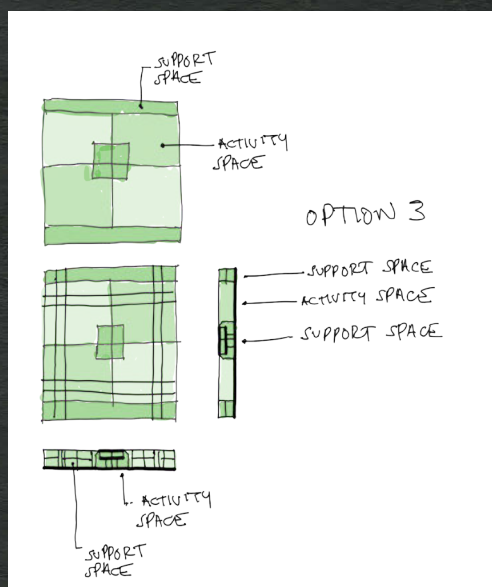 SUPPORT
SPACE
ACTIVITY
SPACE
OPTION 3
SUPPORT SPACE
ACTIVITY SPACE
SUPPORT SPACE
ACTIVITY
SPACE
SUPPORT
SPACE